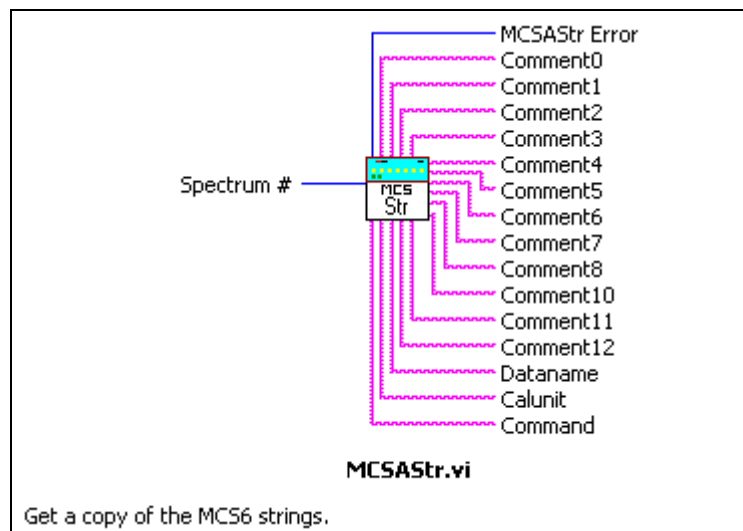 MCSAStr Error
Comment0
Comment1
Comment2
Comment3
Comment4
Spectrum #
MCS
Str
Comment5
Comment6
Comment7
Comment8
Comment10
Comment11
Comment12
Dataname
Calunit
Command
MCSAStr.vi
Get a copy of the MCS6 strings.